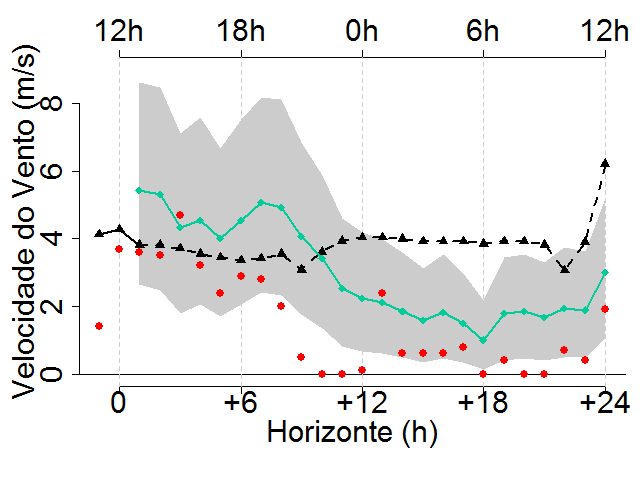 12h 18h 0h 6h 12h
Velocidade do Vento (m/s)
8
6
4
2
0
0 +6 +12 +18 +24
Horizonte (h)